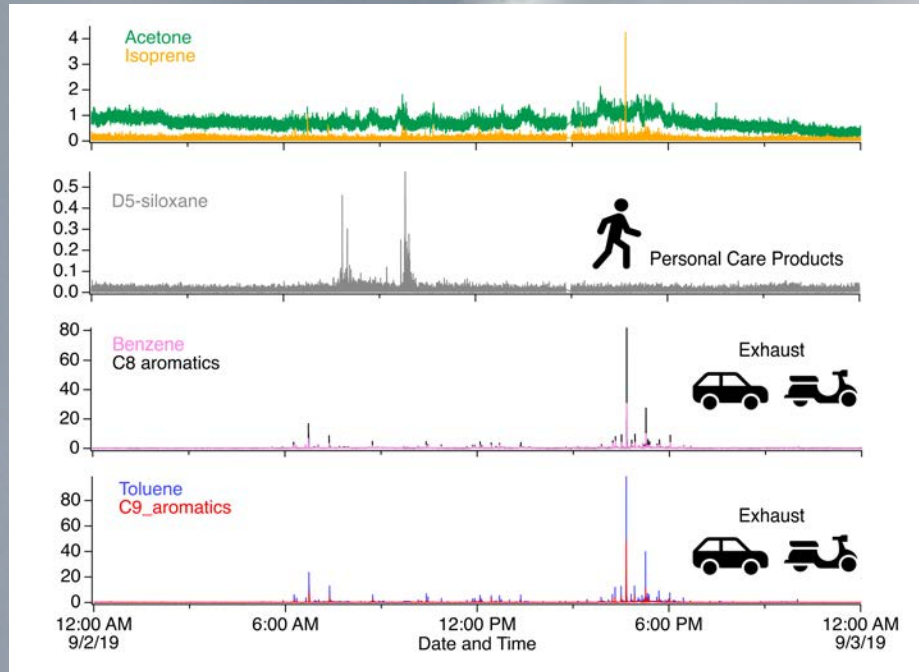 Acetone
Isoprene
4
3
2
1
0
D5-siloxane
0.5
0.4
0.3
0.2
0.1
0.0
Personal Care Products
Benzene
C8 aromatics
80
60
40
20
0
Exhaust
Toluene
C9_aromatics
80
60
40
20
0
Exhaust
12:00 AM 6:00 AM 12:00 PM 6:00 PM 12:00 AM
9/2/19 Date and Time 9/3/19